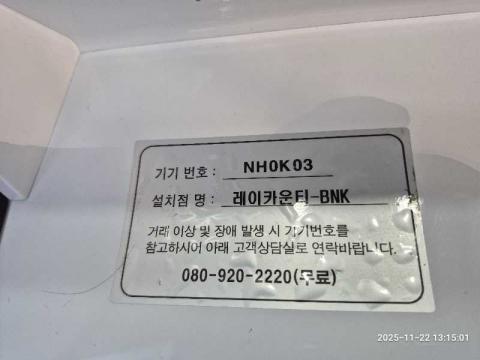 기기 번호 : NH0K03
설치점 명 : 레이카운티-BNK
거래 이상 및 장애 발생 시 기기번호를
참고하시어 아래 고객상담실로 연락바랍니다.
080-920-2220(무료)
2025-11-22 13:15:01